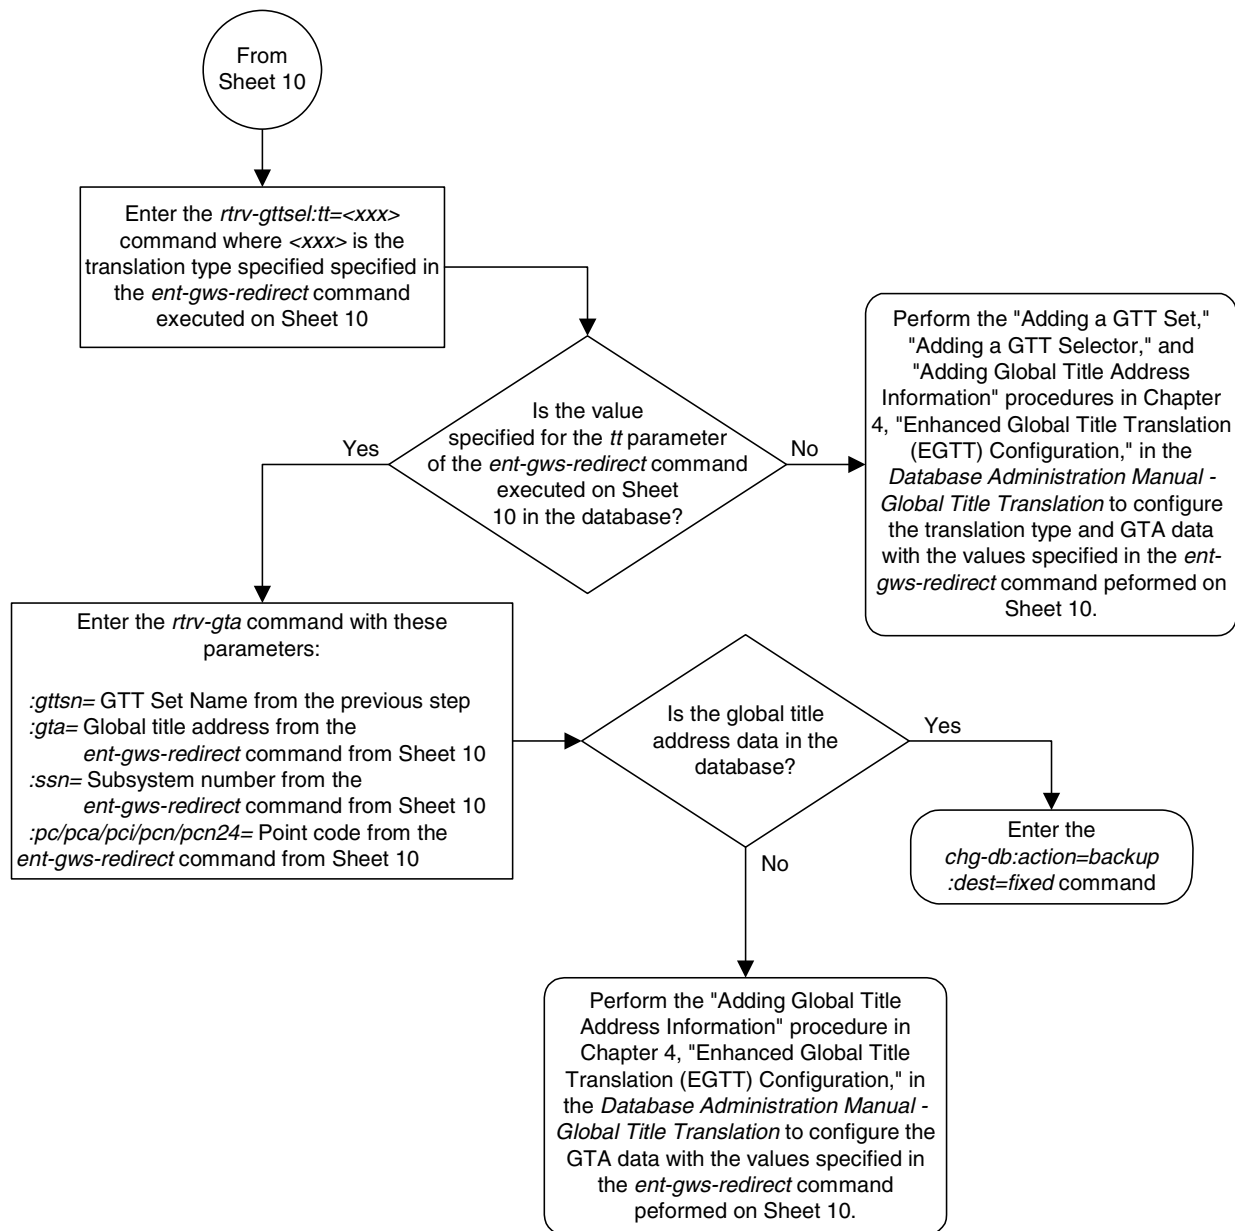 From
Sheet 10
Enter the rtrv-gttsel:tt=<xxx>
command where <xxx> is the
translation type specified specified in
the ent-gws-redirect command
executed on Sheet 10
Is the value
specified for the tt parameter
of the ent-gws-redirect command
executed on Sheet
10 in the database?
Yes
No
Perform the "Adding a GTT Set,"
"Adding a GTT Selector," and
"Adding Global Title Address
Information" procedures in Chapter
4, "Enhanced Global Title Translation
(EGTT) Configuration," in the
Database Administration Manual -
Global Title Translation to configure
the translation type and GTA data
with the values specified in the ent-
gws-redirect command peformed on
Sheet 10.
Enter the rtrv-gta command with these
parameters:
:gttsn= GTT Set Name from the previous step
:gta= Global title address from the
ent-gws-redirect command from Sheet 10
:ssn= Subsystem number from the
ent-gws-redirect command from Sheet 10
:pc/pca/pci/pcn/pcn24= Point code from the
ent-gws-redirect command from Sheet 10
Is the global title
address data in the
database?
Yes
No
Enter the
chg-db:action=backup
:dest=fixed command
Perform the "Adding Global Title
Address Information" procedure in
Chapter 4, "Enhanced Global Title
Translation (EGTT) Configuration," in
the Database Administration Manual -
Global Title Translation to configure the
GTA data with the values specified in
the ent-gws-redirect command
peformed on Sheet 10.